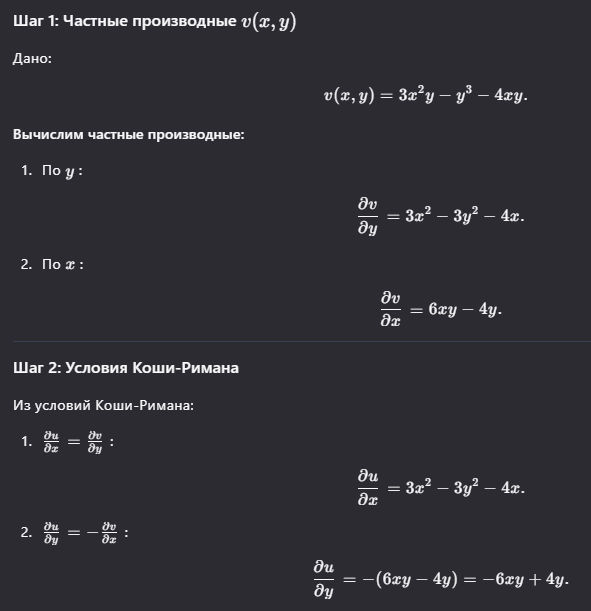 Шаг 1: Частные производные v(x, y)
Дано:
v(x, y) = 3x²y − y³ − 4xy.
Вычислим частные производные:
1. По y :
∂v/∂y = 3x² − 3y² − 4x.
2. По x :
∂v/∂x = 6xy − 4y.
Шаг 2: Условия Коши-Римана
Из условий Коши-Римана:
1. ∂u/∂x = ∂v/∂y :
∂u/∂x = 3x² − 3y² − 4x.
2. ∂u/∂y = −∂v/∂x :
∂u/∂y = −(6xy − 4y) = −6xy + 4y.